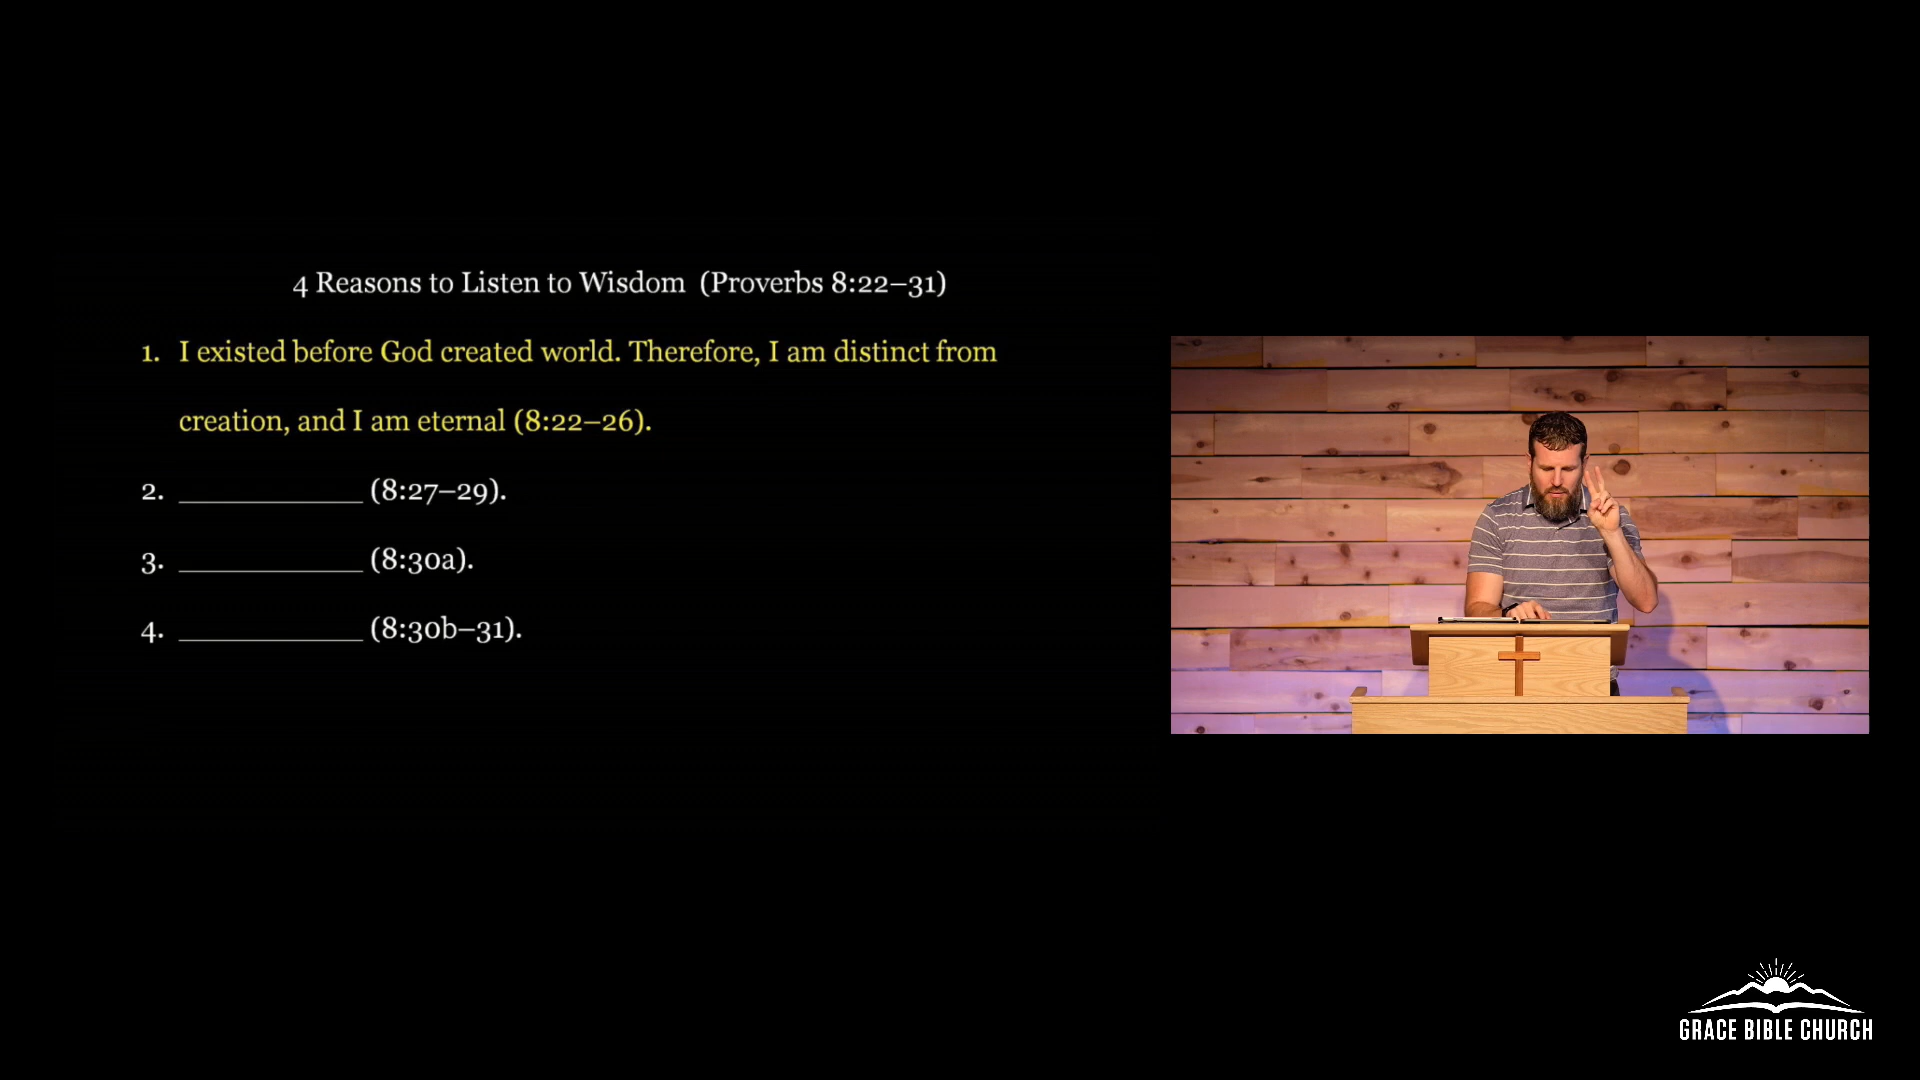 4 Reasons to Listen to Wisdom (Proverbs 8:22–31)
1. I existed before God created world. Therefore, I am distinct from
creation, and I am eternal (8:22–26).
2. ____________ (8:27–29).
3. ____________ (8:30a).
4. ____________ (8:30b–31).
GRACE BIBLE CHURCH